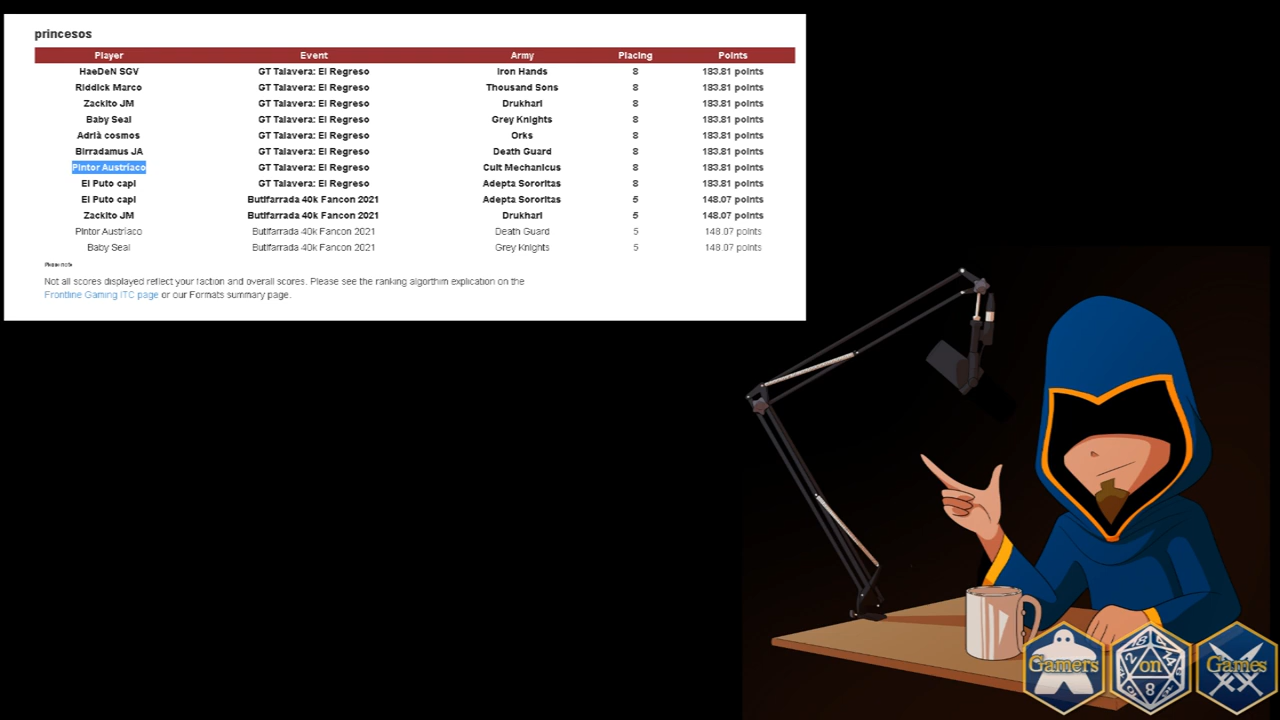 princesos
Player Event Army Placing Points
HaeDeN SGV GT Talavera: El Regreso Iron Hands 8 183.81 points
Riddick Marco GT Talavera: El Regreso Thousand Sons 8 183.81 points
Zackito JM GT Talavera: El Regreso Drukhari 8 183.81 points
Baby Seal GT Talavera: El Regreso Grey Knights 8 183.81 points
Adrià cosmos GT Talavera: El Regreso Orks 8 183.81 points
Birradamus JA GT Talavera: El Regreso Death Guard 8 183.81 points
Pintor Austríaco GT Talavera: El Regreso Cult Mechanicus 8 183.81 points
El Puto capi GT Talavera: El Regreso Adepta Sororitas 8 183.81 points
El Puto capi Butifarrada 40k Fancon 2021 Adepta Sororitas 5 148.07 points
Zackito JM Butifarrada 40k Fancon 2021 Drukhari 5 148.07 points
Pintor Austríaco Butifarrada 40k Fancon 2021 Death Guard 5 148.07 points
Baby Seal Butifarrada 40k Fancon 2021 Grey Knights 5 148.07 points
Please note
Not all scores displayed reflect your faction and overall scores. Please see the ranking algorthim explication on the
Frontline Gaming ITC page or our Formats summary page.
Gamers on Games